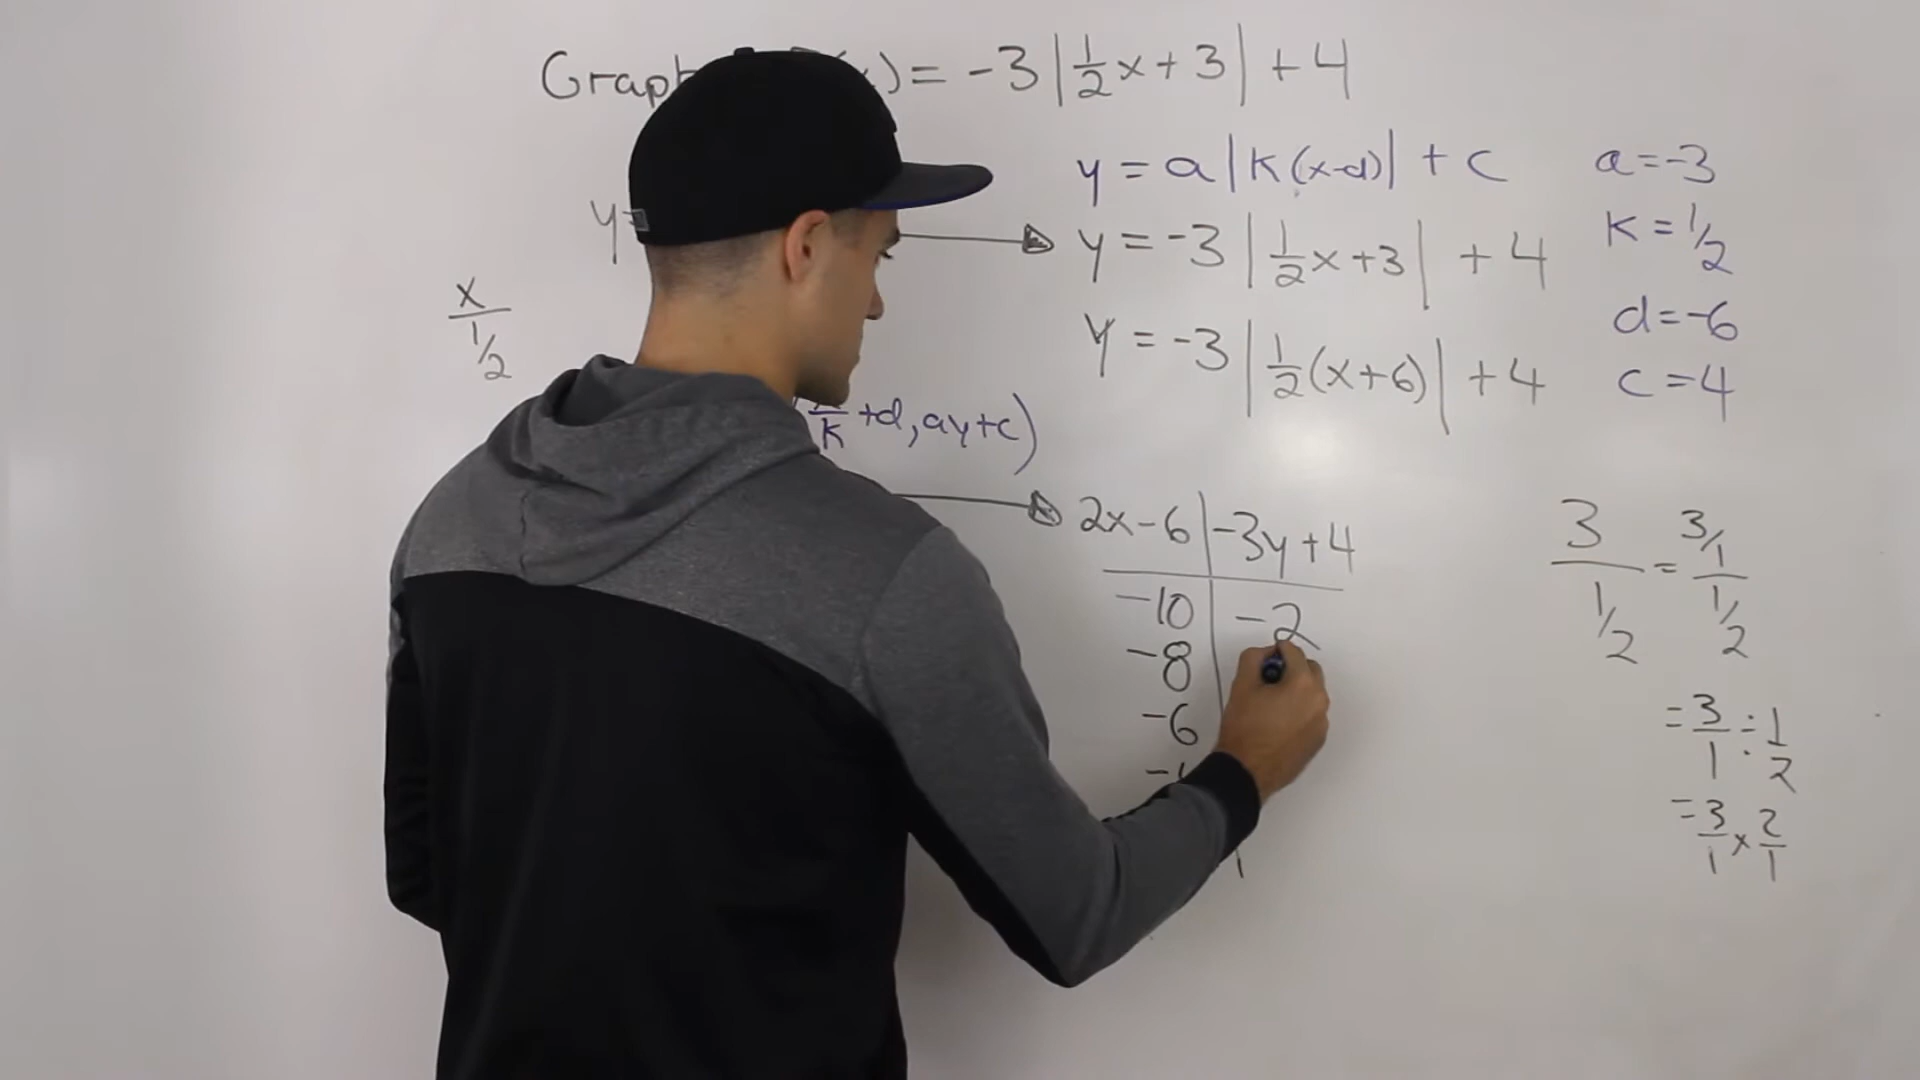 Graph ) = -3|1/2x+3| +4
y = a|k(x-d)| + c
a=-3
y=
y = -3 |1/2x+3| +4
k = 1/2
x
1/2
d=-6
y = -3 |1/2(x+6)| +4
c=4
k +d, ay+c)
2x-6 | -3y+4
3/(1/2) = (3/1)/(1/2)
-10 | -2
-8
-6
= 3/1 ÷ 1/2
= 3/1 x 2/1